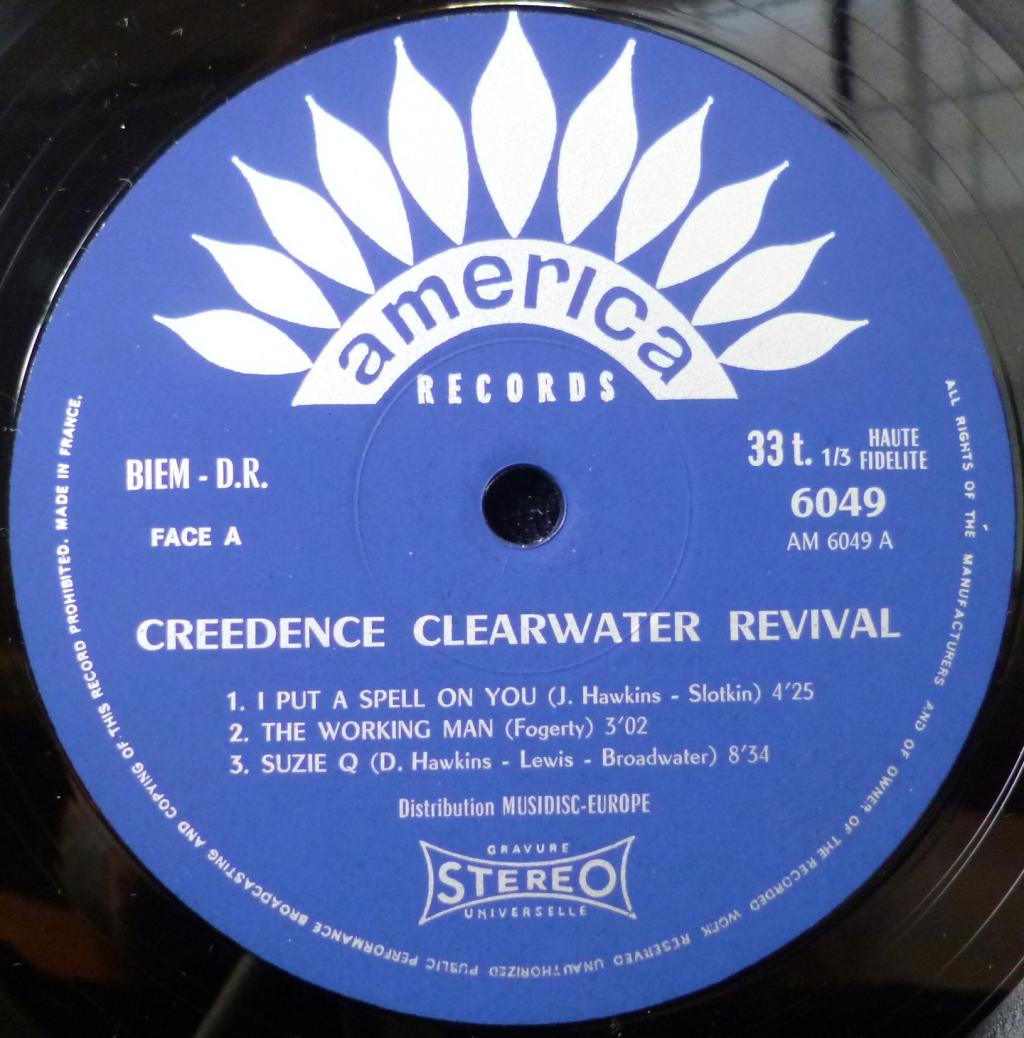 america
RECORDS
BIEM - D.R.
FACE A
33 t. 1/3 HAUTE FIDELITE
6049
AM 6049 A
CREEDENCE CLEARWATER REVIVAL
1. I PUT A SPELL ON YOU (J. Hawkins - Slotkin) 4'25
2. THE WORKING MAN (Fogerty) 3'02
3. SUZIE Q (D. Hawkins - Lewis - Broadwater) 8'34
Distribution MUSIDISC-EUROPE
GRAVURE
STEREO
UNIVERSELLE
ALL RIGHTS OF THE MANUFACTURERS AND OF OWNER OF THE RECORDED WORK RESERVED UNAUTHORIZED PUBLIC PERFORMANCE BROADCASTING AND COPYING OF THIS RECORD PROHIBITED. MADE IN FRANCE.